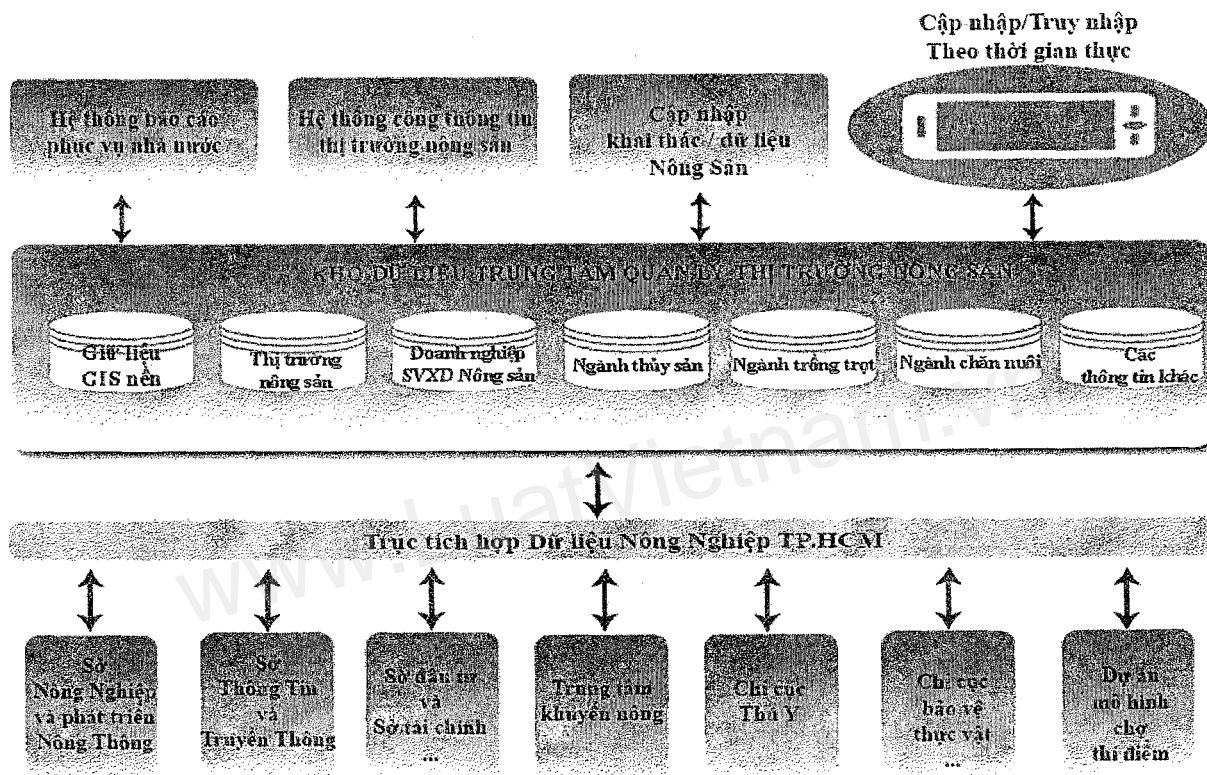 Cập nhập/Truy nhập
Theo thời gian thực
Hệ thống báo cáo
phục vụ nhà nước
Hệ thống cổng thông tin
thị trường nông sản
Cập nhập
khai thác / dữ liệu
Nông Sản
KHO DỮ LIỆU TRUNG TÂM QUẢN LÝ THỊ TRƯỜNG NÔNG SẢN
Giữ liệu
GIS nền
Thị trường
nông sản
Doanh nghiệp
SVXD Nông sản
Ngành thủy sản
Ngành trồng trọt
Ngành chăn nuôi
Các
thông tin khác
www.LuatVietnam.vn
Trục tích hợp Dữ liệu Nông Nghiệp TP.HCM
Sở
Nông Nghiệp
và phát triển
Nông Thông
Sở
Thông Tin
và
Truyền Thông
Sở đầu tư
và
Sở tài chính
...
Trung tâm
khuyến nông
Chi cục
Thú Y
Chi cục
bảo vệ
thực vật
...
Dự án
mô hình
chợ
thí điểm